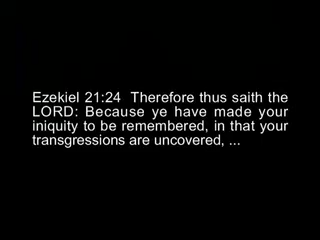 Ezekiel 21:24  Therefore thus saith the
LORD: Because ye have made your
iniquity to be remembered, in that your
transgressions are uncovered, ...